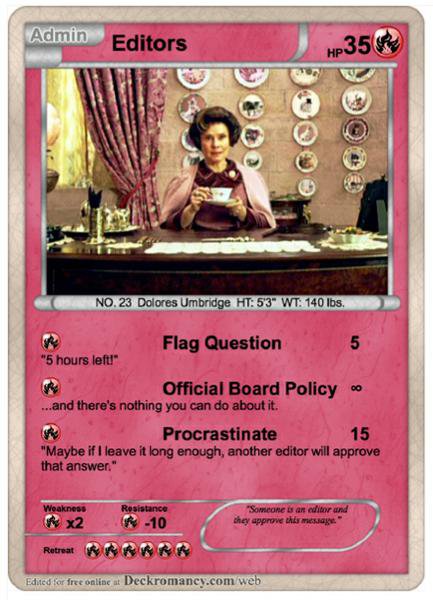 Admin
Editors
HP 35
NO. 23 Dolores Umbridge HT: 5'3" WT: 140 lbs.
Flag Question 5
"5 hours left!"
Official Board Policy ∞
...and there's nothing you can do about it.
Procrastinate 15
"Maybe if I leave it long enough, another editor will approve
that answer."
Weakness Resistance
x2 -10
"Someone is an editor and
they approve this message."
Retreat
Edited for free online at Deckromancy.com/web